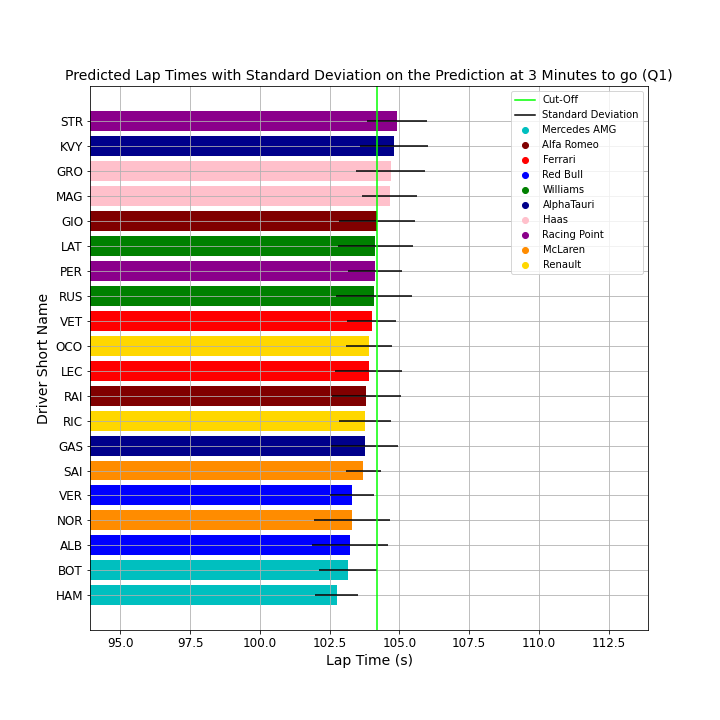 Predicted Lap Times with Standard Deviation on the Prediction at 3 Minutes to go (Q1)
Cut-Off
Standard Deviation
Mercedes AMG
Alfa Romeo
Ferrari
Red Bull
Williams
AlphaTauri
Haas
Racing Point
McLaren
Renault
Driver Short Name
STR
KVY
GRO
MAG
GIO
LAT
PER
RUS
VET
OCO
LEC
RAI
RIC
GAS
SAI
VER
NOR
ALB
BOT
HAM
95.0 97.5 100.0 102.5 105.0 107.5 110.0 112.5
Lap Time (s)